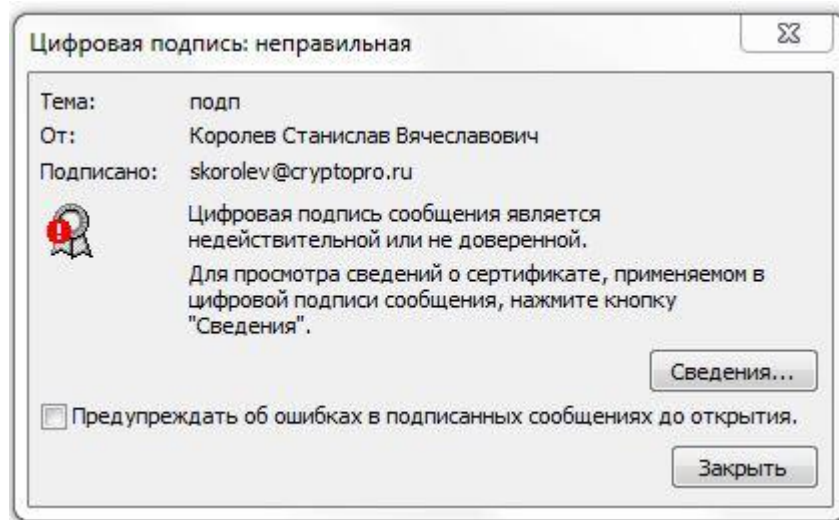 Цифровая подпись: неправильная
Тема: подп
От: Королев Станислав Вячеславович
Подписано: skorolev@cryptopro.ru
Цифровая подпись сообщения является
недействительной или не доверенной.
Для просмотра сведений о сертификате, применяемом в
цифровой подписи сообщения, нажмите кнопку
"Сведения".
Сведения...
Предупреждать об ошибках в подписанных сообщениях до открытия.
Закрыть